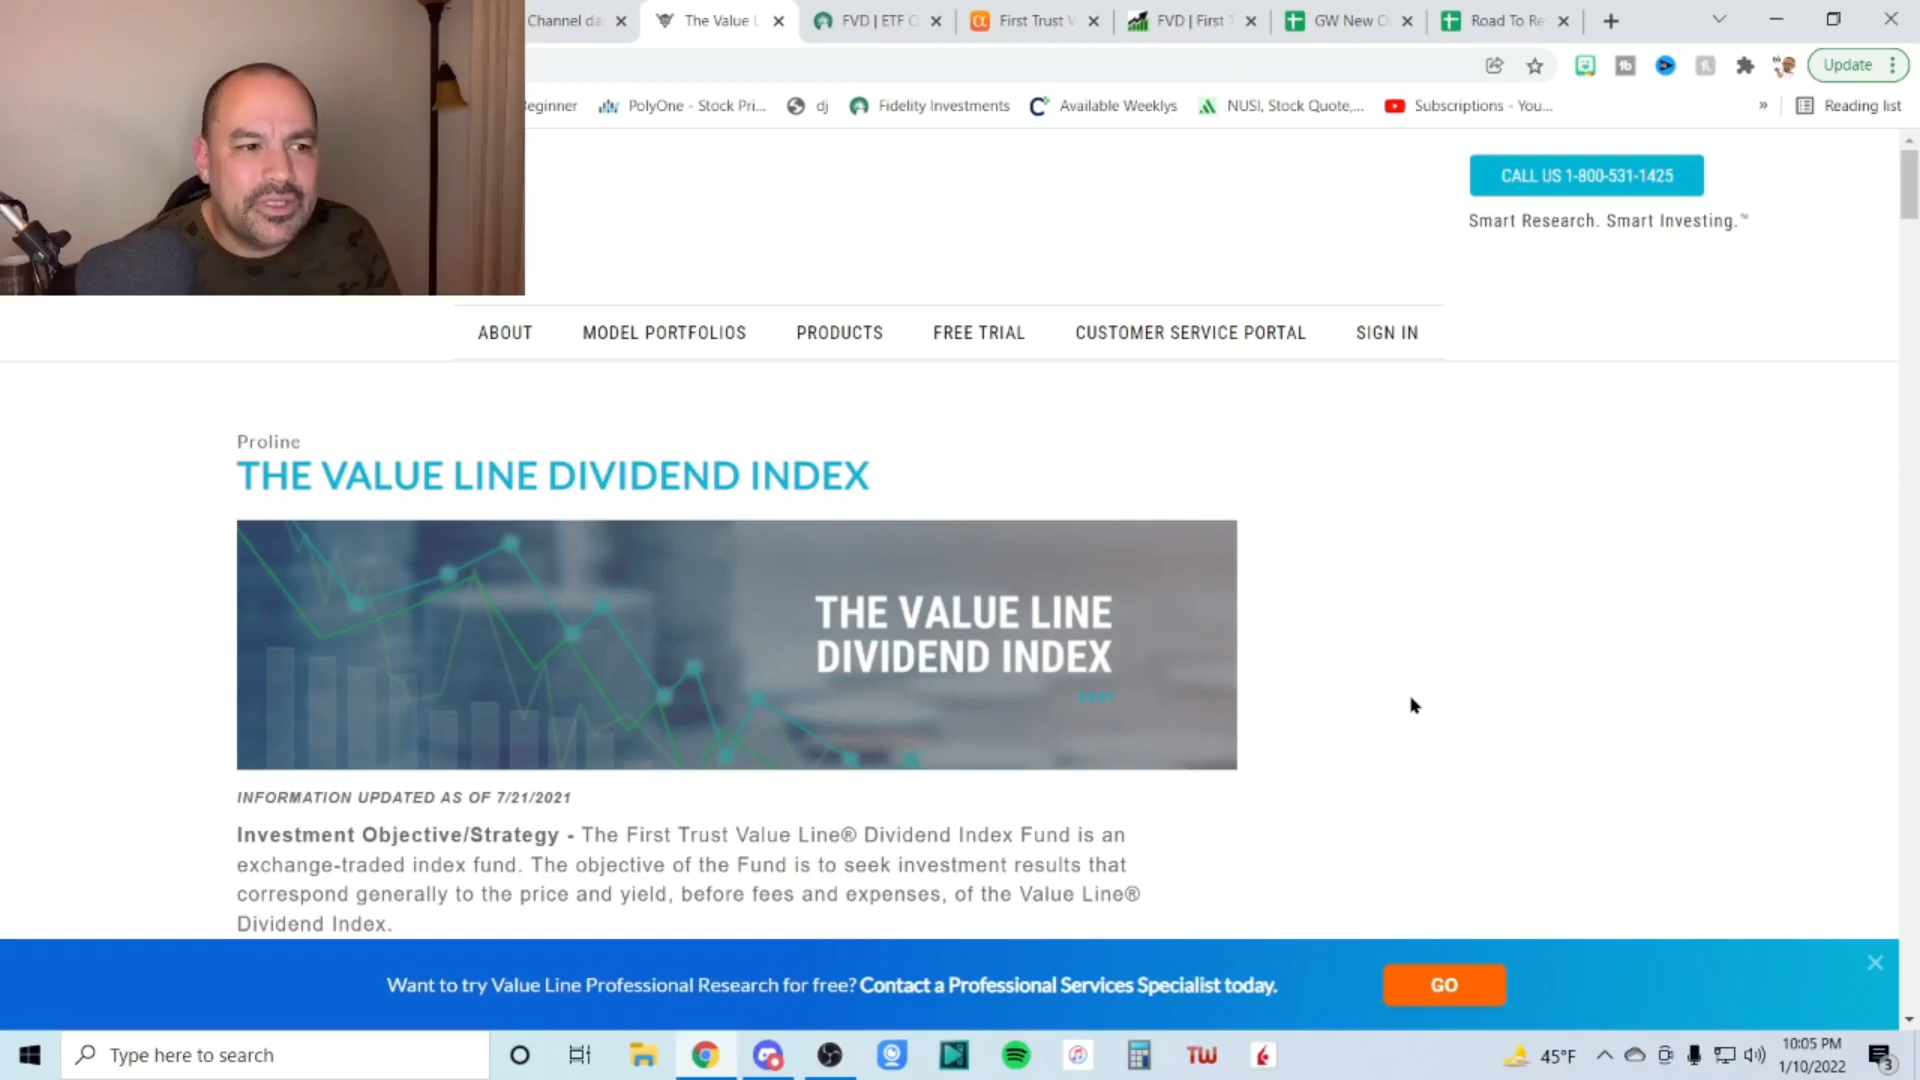 Channel da
The Value L
FVD | ETF Q
First Trust V
FVD | First T
GW New O
Road To Re
Update
eginner
PolyOne - Stock Pri...
dj
Fidelity Investments
Available Weeklys
NUSI, Stock Quote,...
Subscriptions - You...
»
Reading list
CALL US 1-800-531-1425
Smart Research. Smart Investing.℠
ABOUT
MODEL PORTFOLIOS
PRODUCTS
FREE TRIAL
CUSTOMER SERVICE PORTAL
SIGN IN
Proline
THE VALUE LINE DIVIDEND INDEX
THE VALUE LINE
DIVIDEND INDEX
INFORMATION UPDATED AS OF 7/21/2021
Investment Objective/Strategy - The First Trust Value Line® Dividend Index Fund is an
exchange-traded index fund. The objective of the Fund is to seek investment results that
correspond generally to the price and yield, before fees and expenses, of the Value Line®
Dividend Index.
Want to try Value Line Professional Research for free? Contact a Professional Services Specialist today.
GO
Type here to search
TW
45°F
10:05 PM
1/10/2022
3